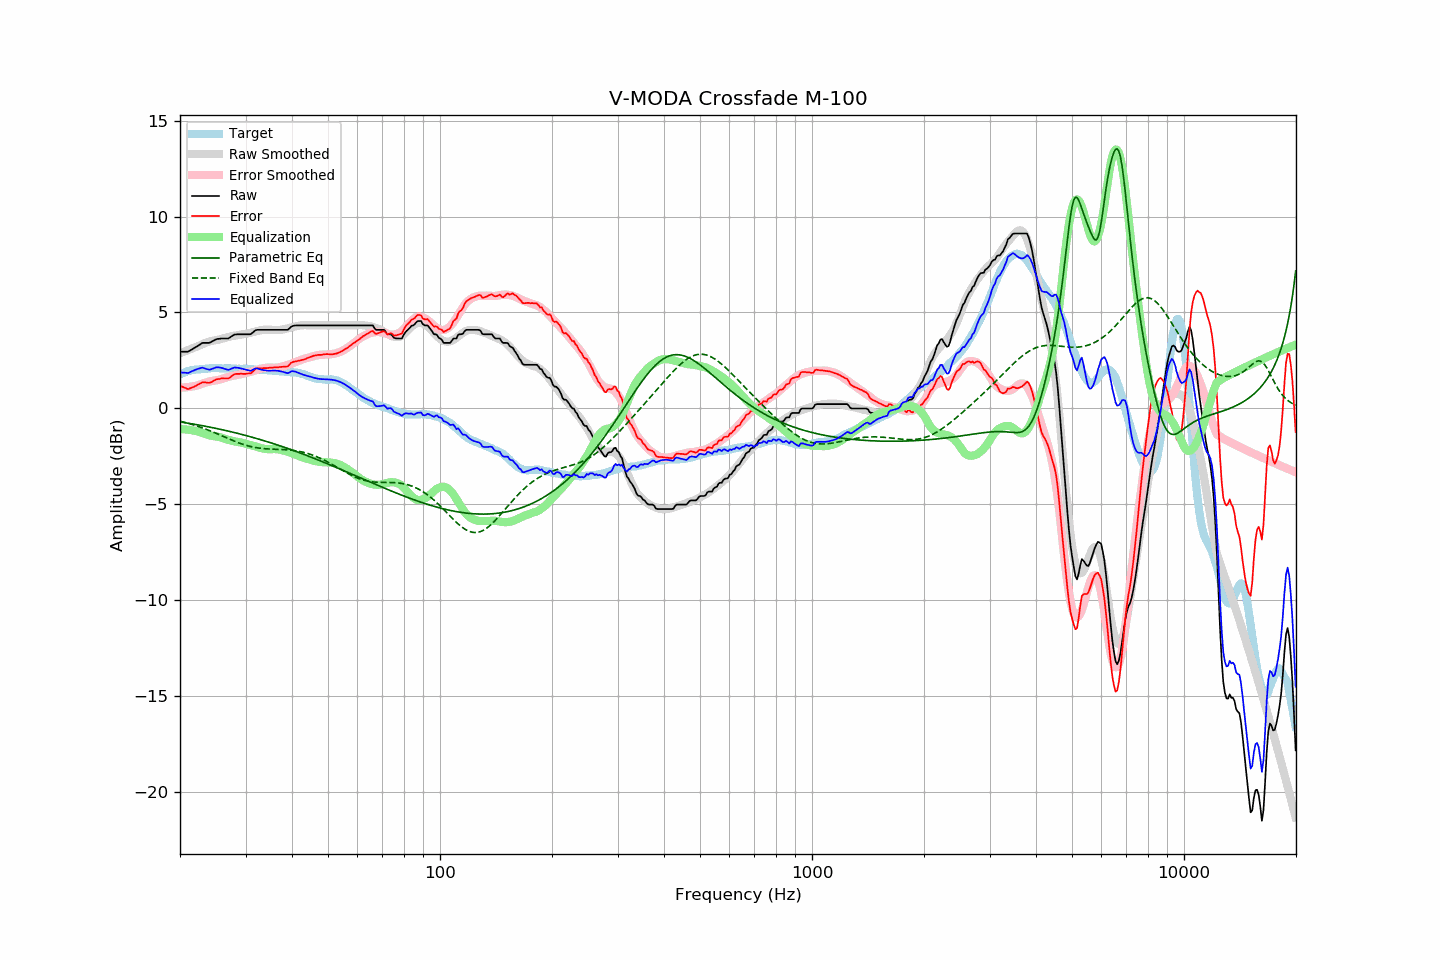 V-MODA Crossfade M-100
Target
Raw Smoothed
Error Smoothed
Raw
Error
Equalization
Parametric Eq
Fixed Band Eq
Equalized
15
10
5
0
−5
−10
−15
−20
Amplitude (dBr)
100
1000
10000
Frequency (Hz)